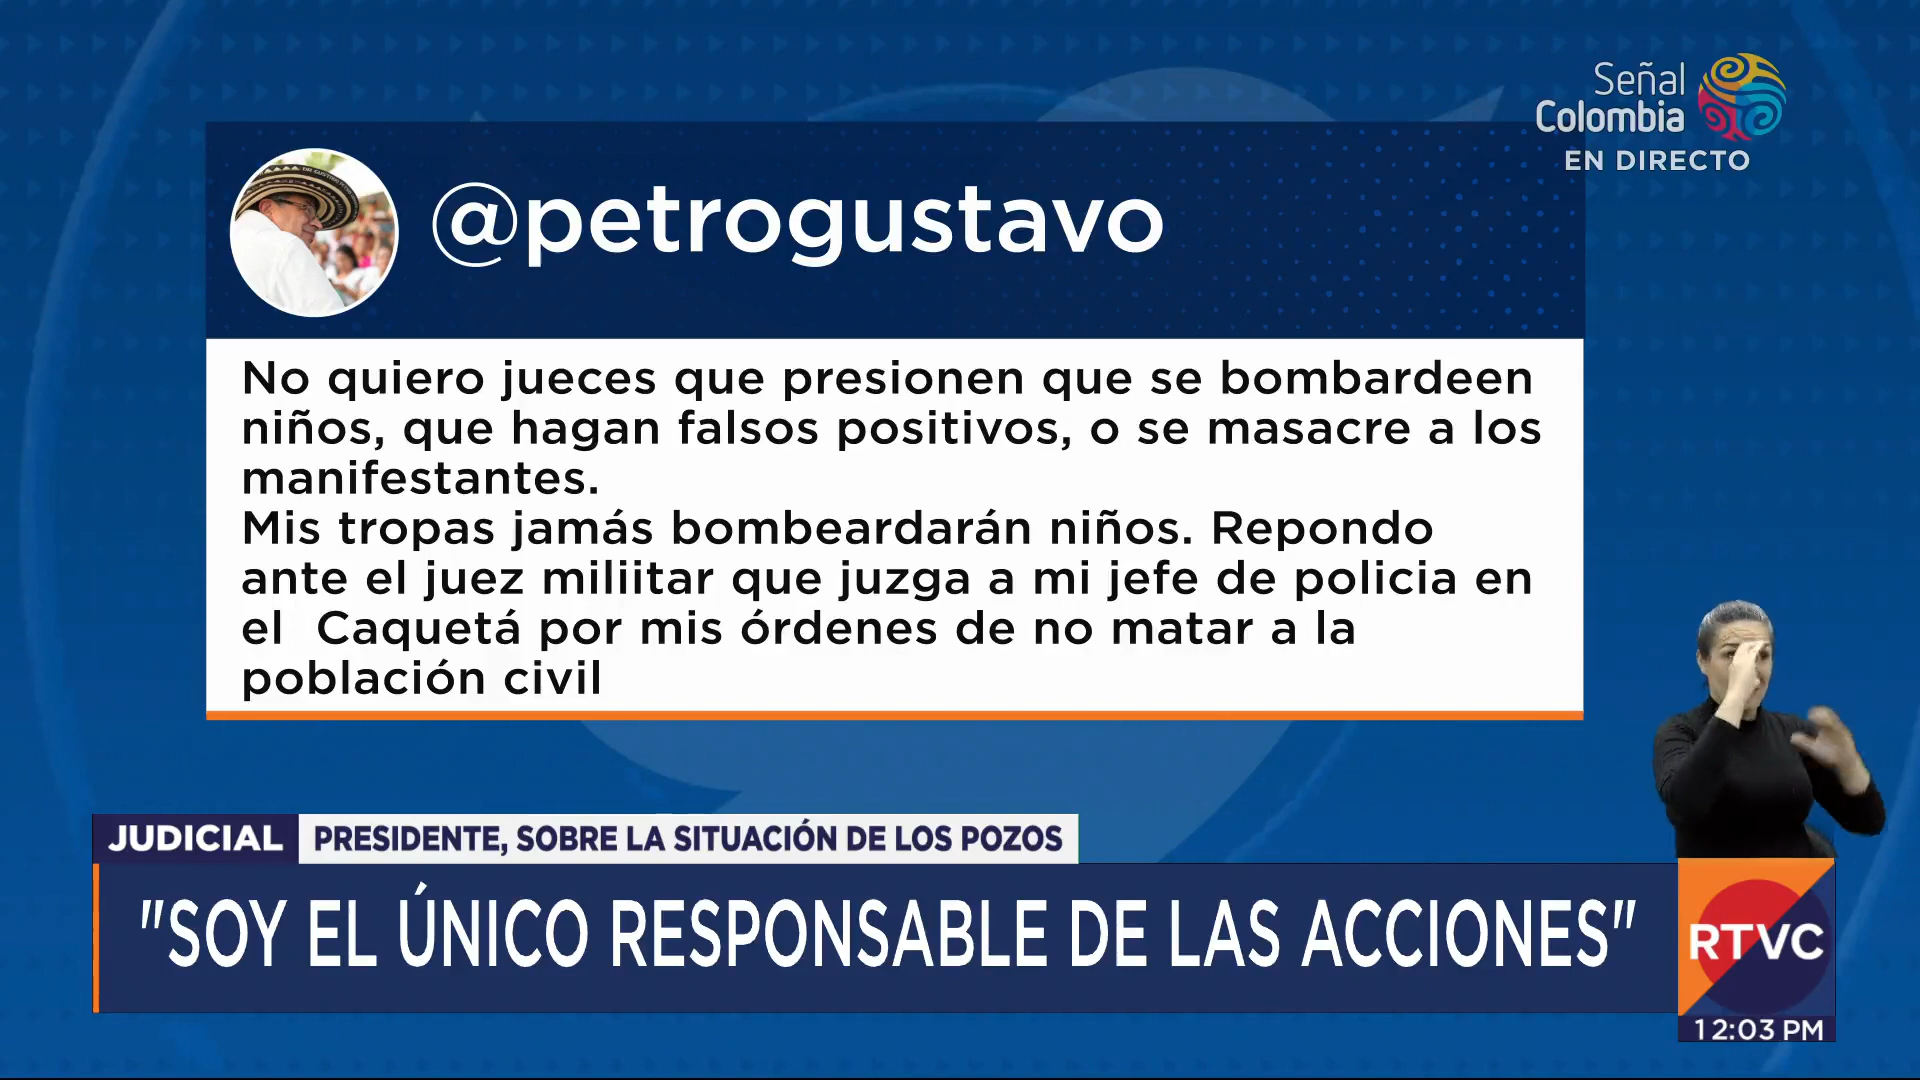 Señal
Colombia
EN DIRECTO
@petrogustavo
No quiero jueces que presionen que se bombardeen
niños, que hagan falsos positivos, o se masacre a los
manifestantes.
Mis tropas jamás bombeardarán niños. Repondo
ante el juez miliitar que juzga a mi jefe de policia en
el  Caquetá por mis órdenes de no matar a la
población civil
JUDICIAL
PRESIDENTE, SOBRE LA SITUACIÓN DE LOS POZOS
"SOY EL ÚNICO RESPONSABLE DE LAS ACCIONES"
RTVC
12:03 PM